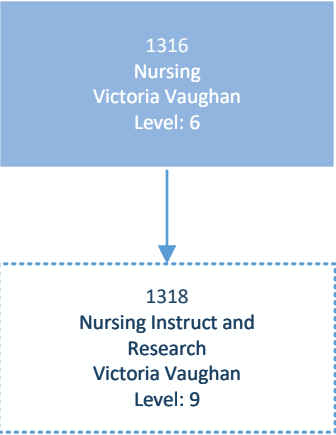 1316
Nursing
Victoria Vaughan
Level: 6
1318
Nursing Instruct and
Research
Victoria Vaughan
Level: 9